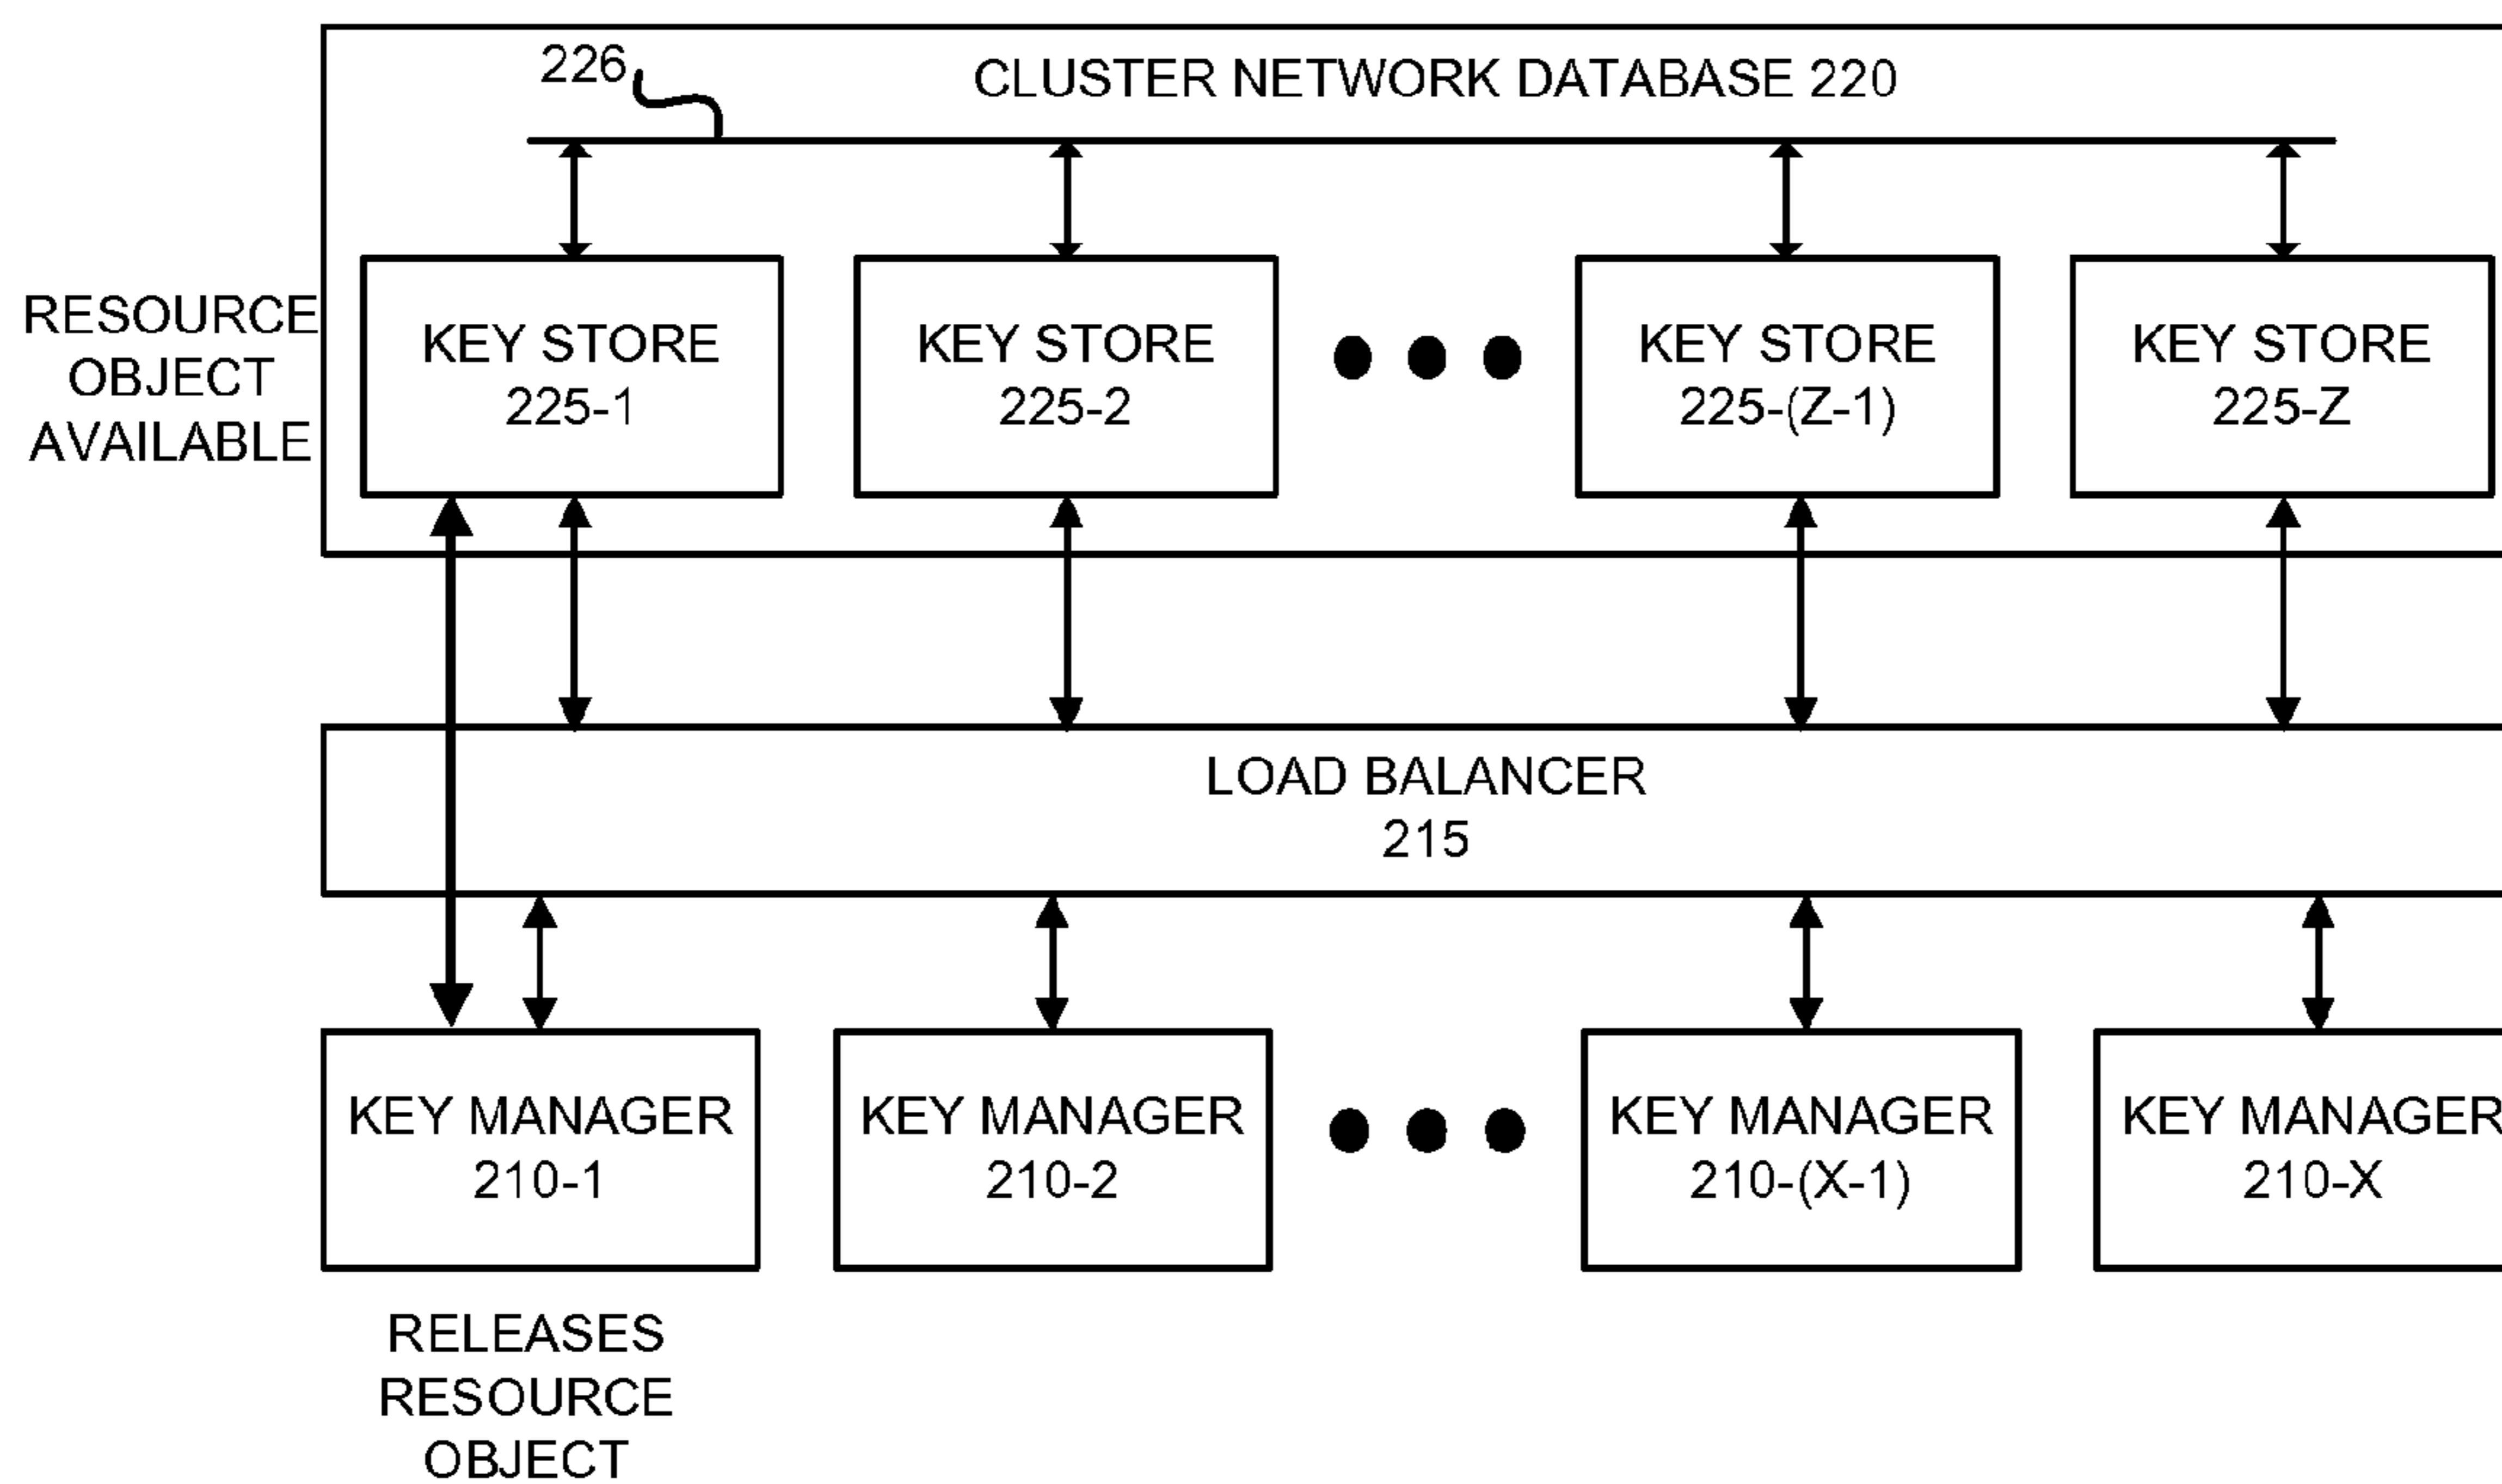 226
CLUSTER NETWORK DATABASE 220
RESOURCE
OBJECT
AVAILABLE
KEY STORE
225-1
KEY STORE
225-2
KEY STORE
225-(Z-1)
KEY STORE
225-Z
LOAD BALANCER
215
KEY MANAGER
210-1
KEY MANAGER
210-2
KEY MANAGER
210-(X-1)
KEY MANAGER
210-X
RELEASES
RESOURCE
OBJECT